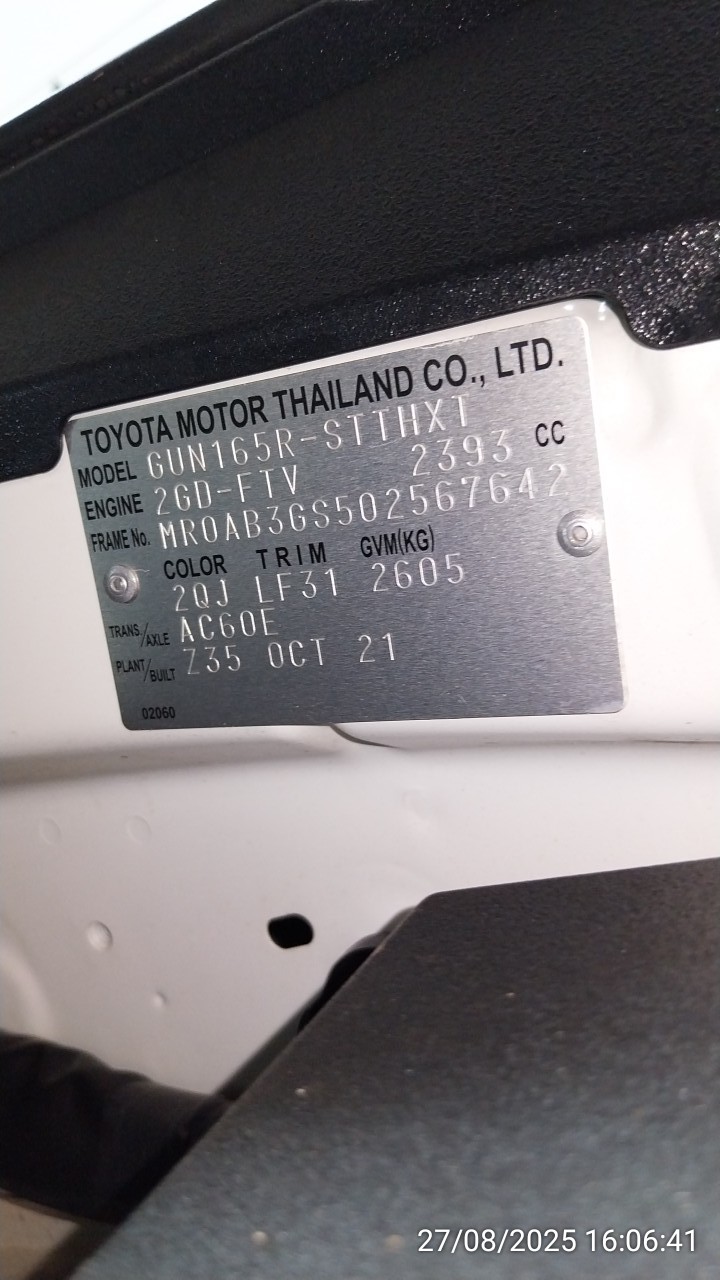 TOYOTA MOTOR THAILAND CO., LTD.
MODEL GUN165R-STTHXT
ENGINE 2GD-FTV 2393 CC
FRAME No. MR0AB3GS502567642
COLOR TRIM GVM(KG)
2QJ LF31 2605
TRANS/AXLE AC60E
PLANT/BUILT Z35 OCT 21
02060
27/08/2025 16:06:41